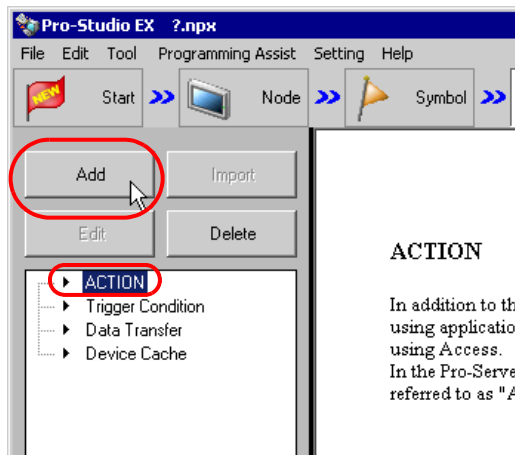 Pro-Studio EX ?.npx
File Edit Tool Programming Assist Setting Help
NEW Start Node Symbol
Add Import
Edit Delete
ACTION
Trigger Condition
Data Transfer
Device Cache
ACTION
In addition to th
using applicatio
using Access.
In the Pro-Serve
referred to as "A